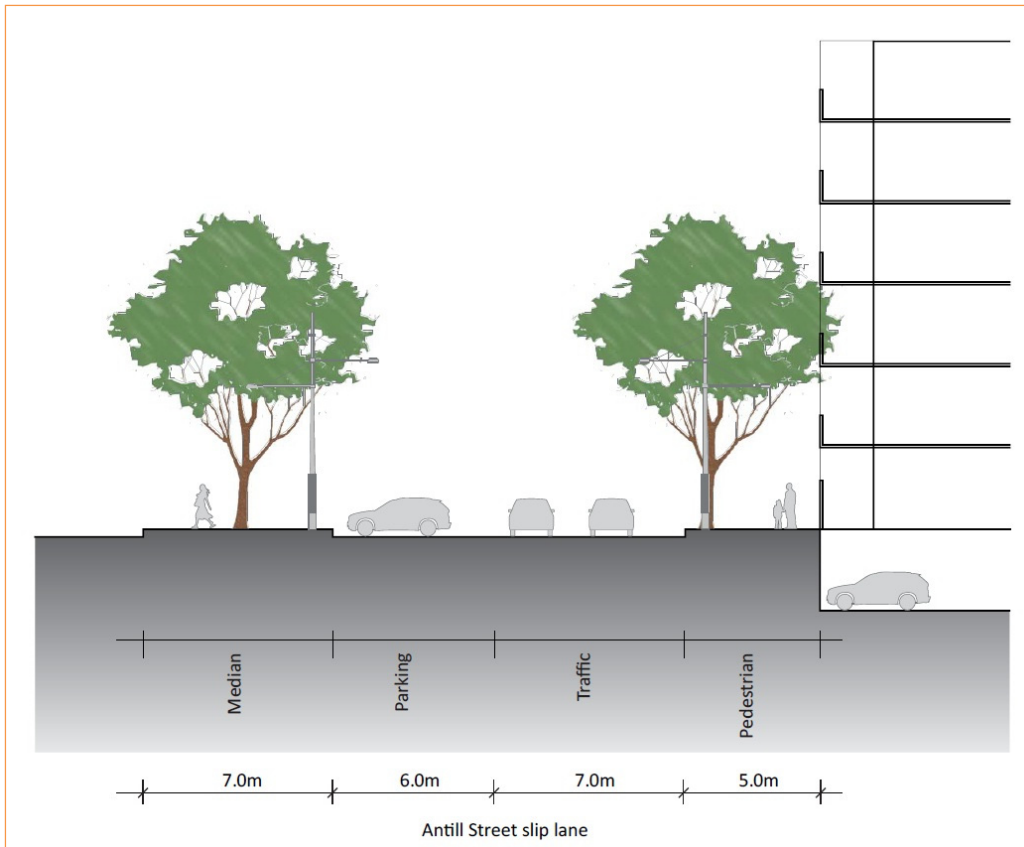 Median
Parking
Traffic
Pedestrian
7.0m
6.0m
7.0m
5.0m
Antill Street slip lane